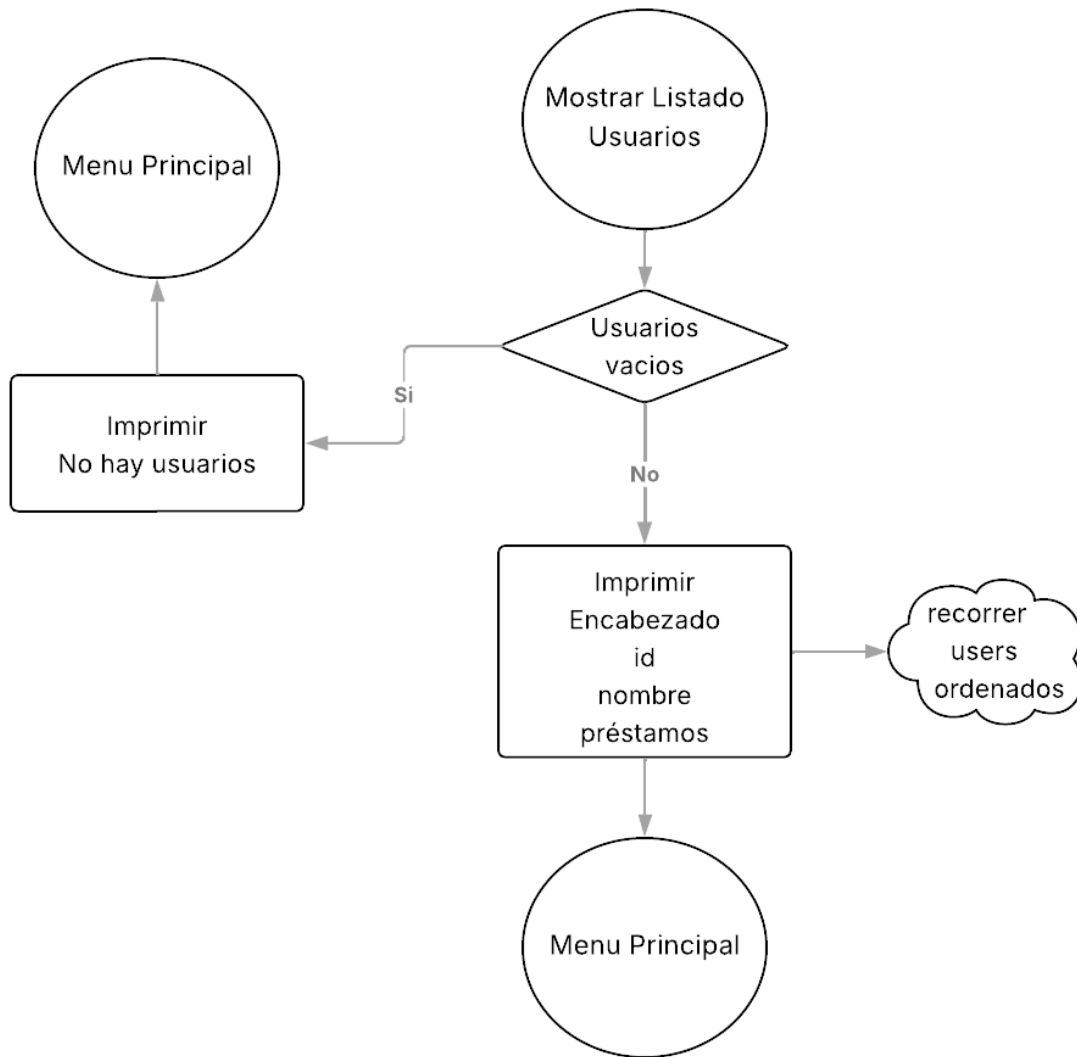 Mostrar Listado
Usuarios
Menu Principal
Usuarios
vacios
Si
Imprimir
No hay usuarios
No
Imprimir
Encabezado
id
nombre
préstamos
recorrer
users
ordenados
Menu Principal